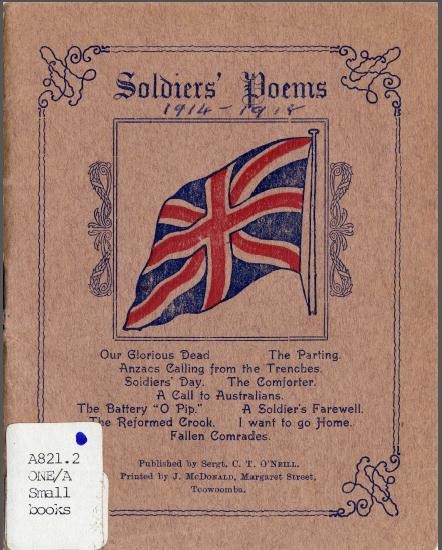 Soldiers' Poems
1914-1918
Our Glorious Dead The Parting.
Anzacs Calling from the Trenches.
Soldiers' Day. The Comforter.
A Call to Australians.
The Battery "O Pip." A Soldier's Farewell.
The Reformed Crook. I want to go Home.
Fallen Comrades.
Published by Sergt. C. T. O'NEILL.
Printed by J. McDONALD, Margaret Street,
Toowoomba.
A821.2
ONE/A
Small
books